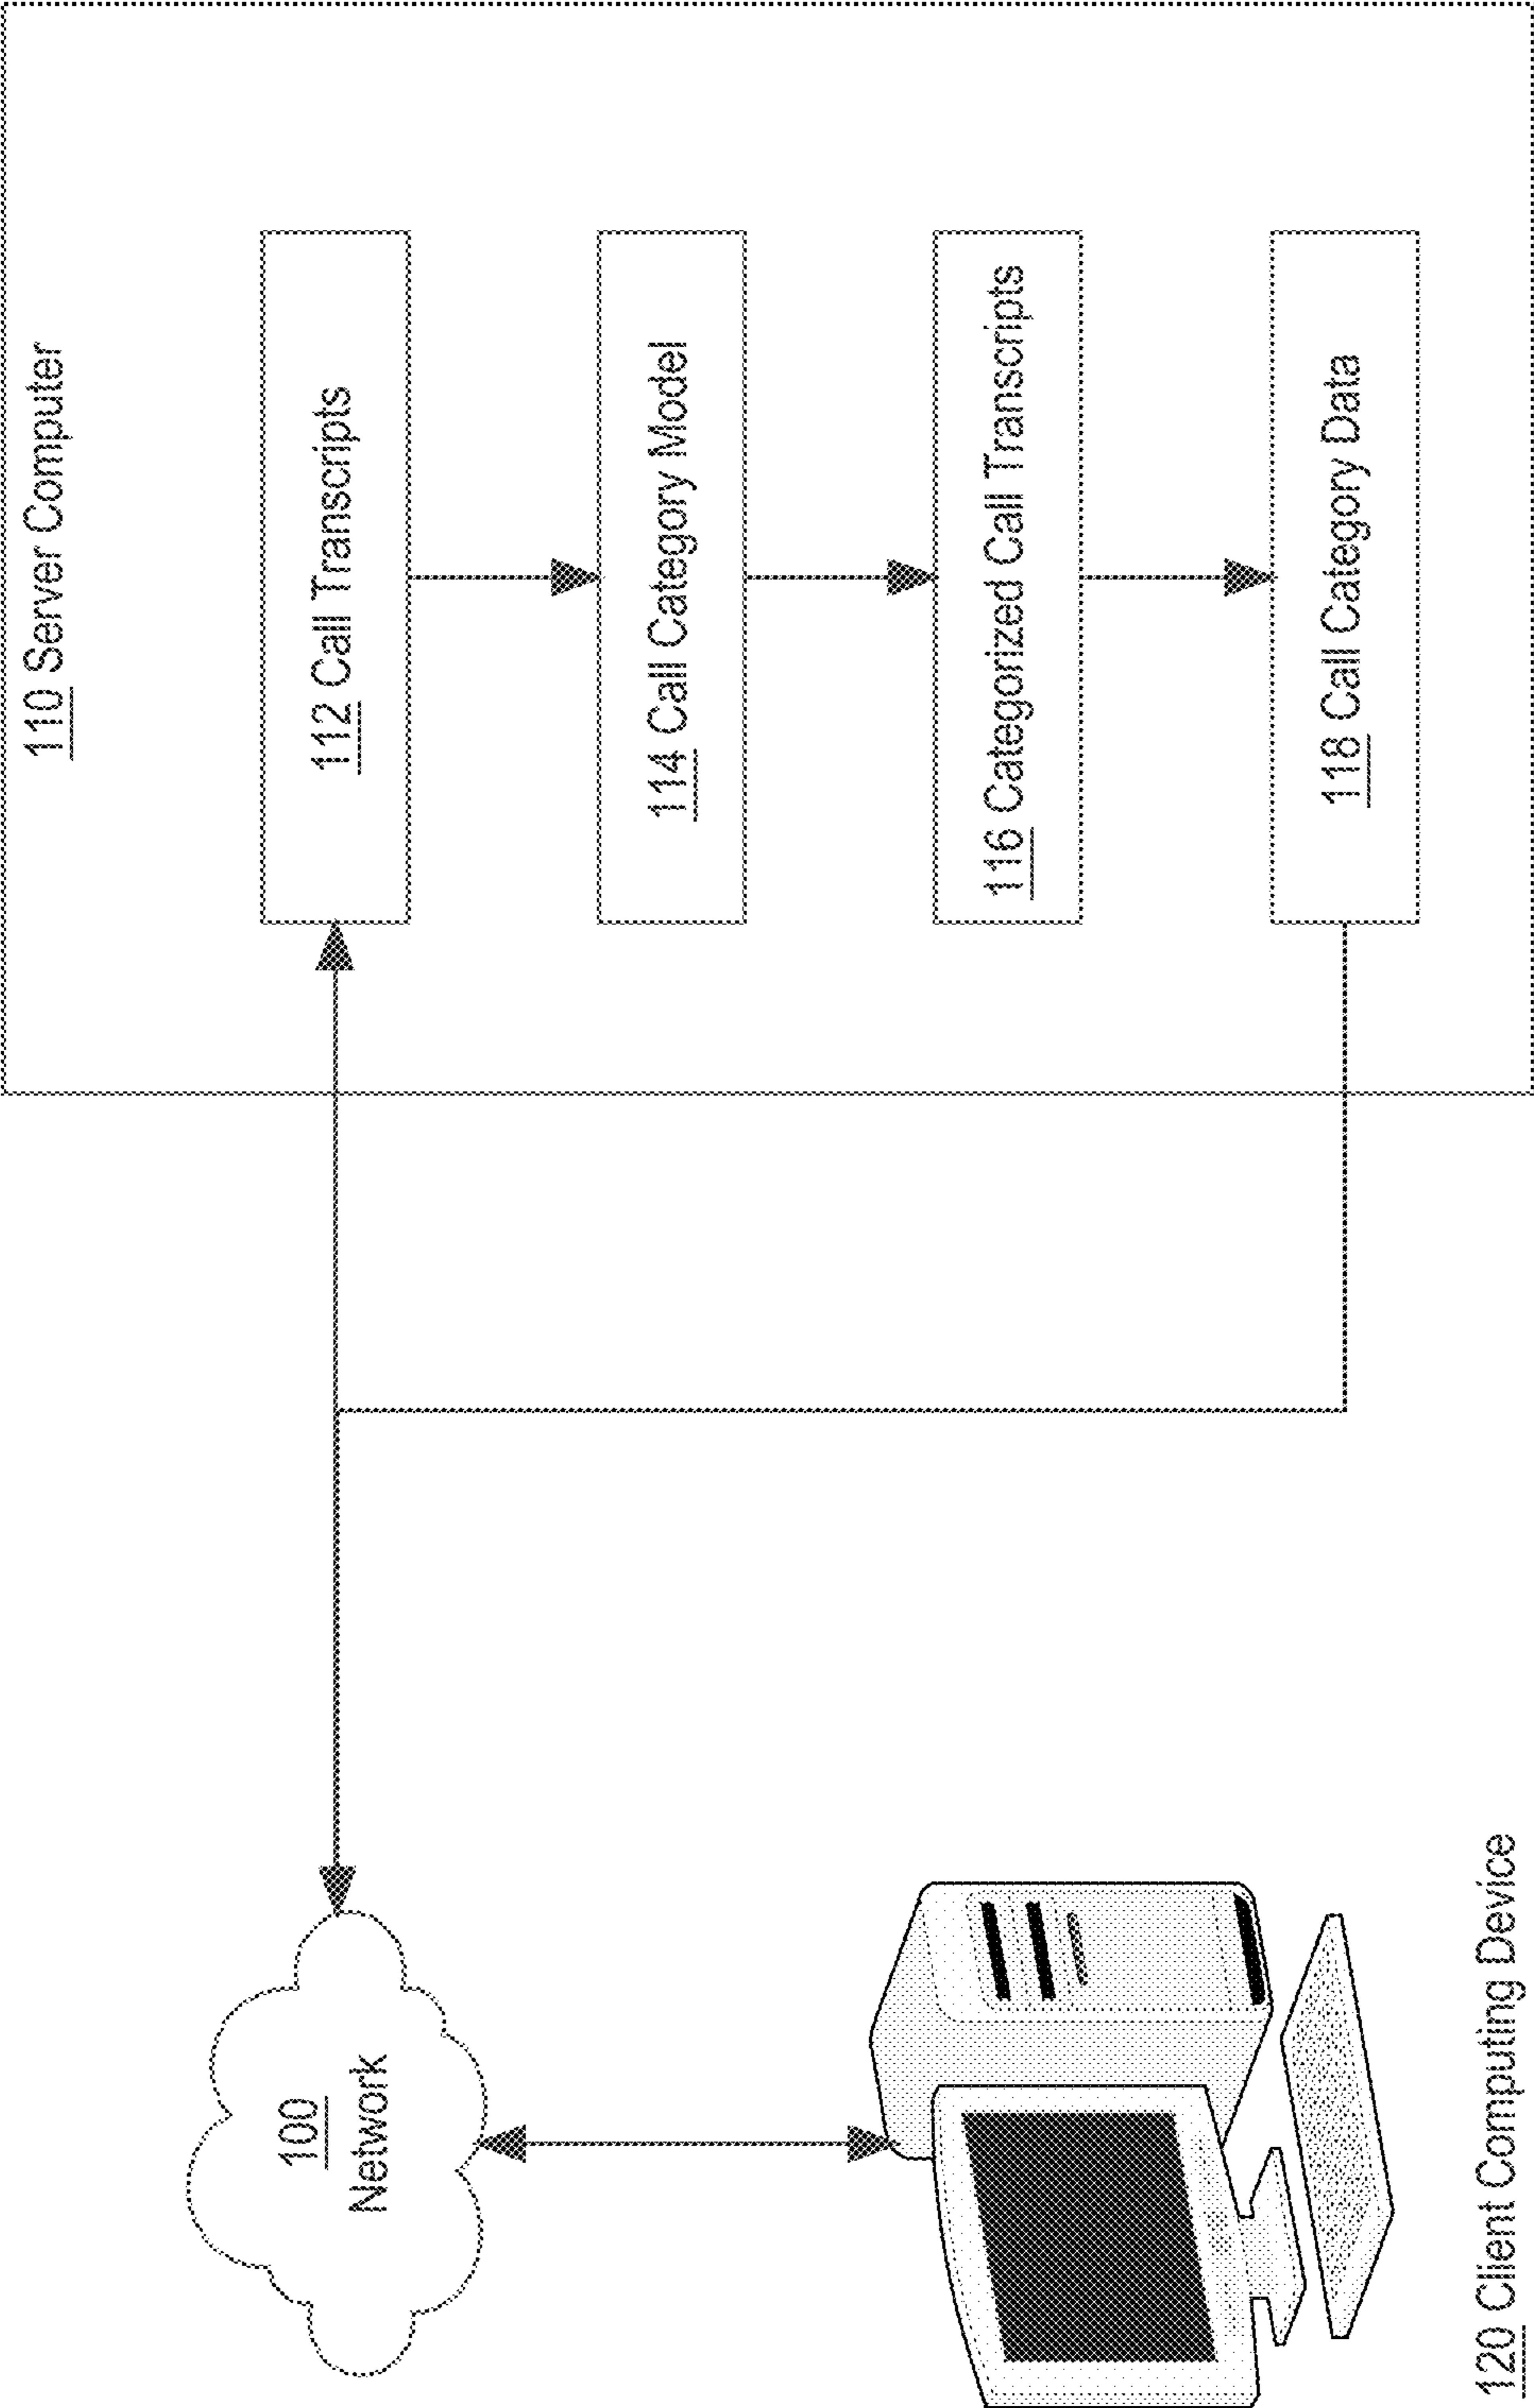 100
Network
120 Client Computing Device
110 Server Computer
112 Call Transcripts
114 Call Category Model
116 Categorized Call Transcripts
118 Call Category Data